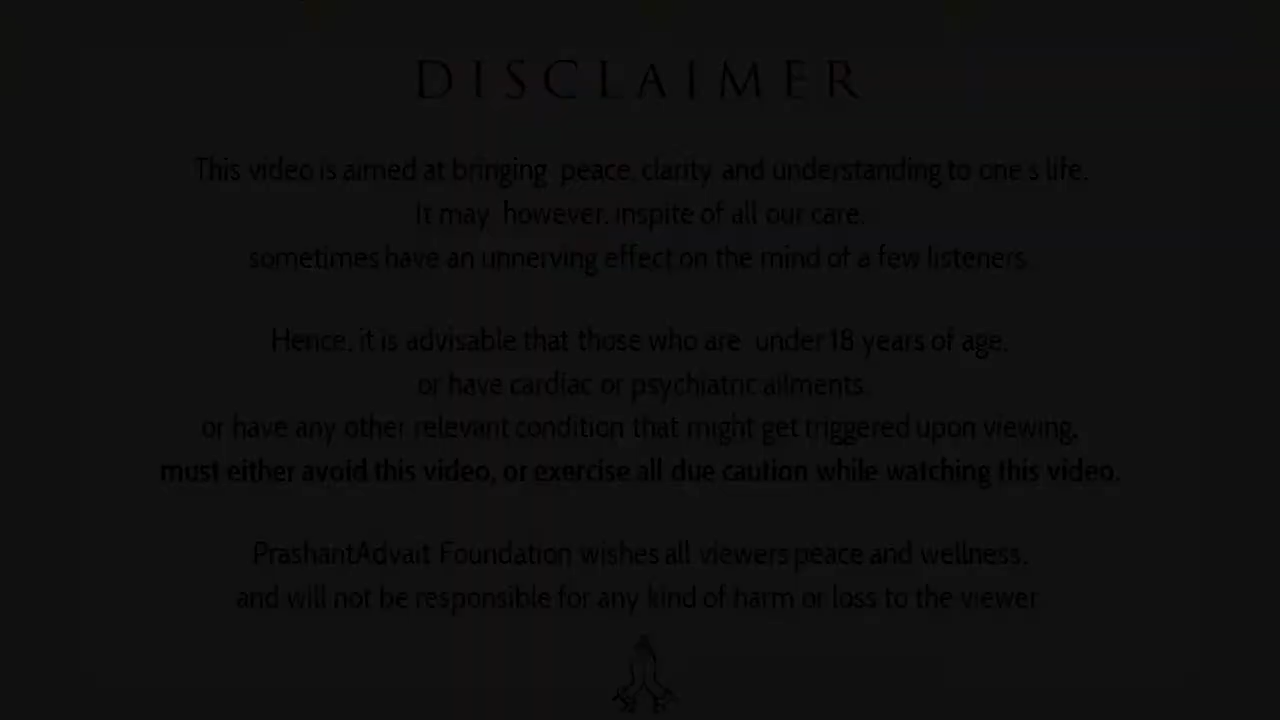 DISCLAIMER
This video is aimed at bringing peace, clarity and understanding to one's life.
It may, however, inspite of all our care,
sometimes have an unnerving effect on the mind of a few listeners.
Hence, it is advisable that those who are under 18 years of age,
or have cardiac or psychiatric ailments,
or have any other relevant condition that might get triggered upon viewing,
must either avoid this video, or exercise all due caution while watching this video.
PrashantAdvait Foundation wishes all viewers peace and wellness,
and will not be responsible for any kind of harm or loss to the viewer.